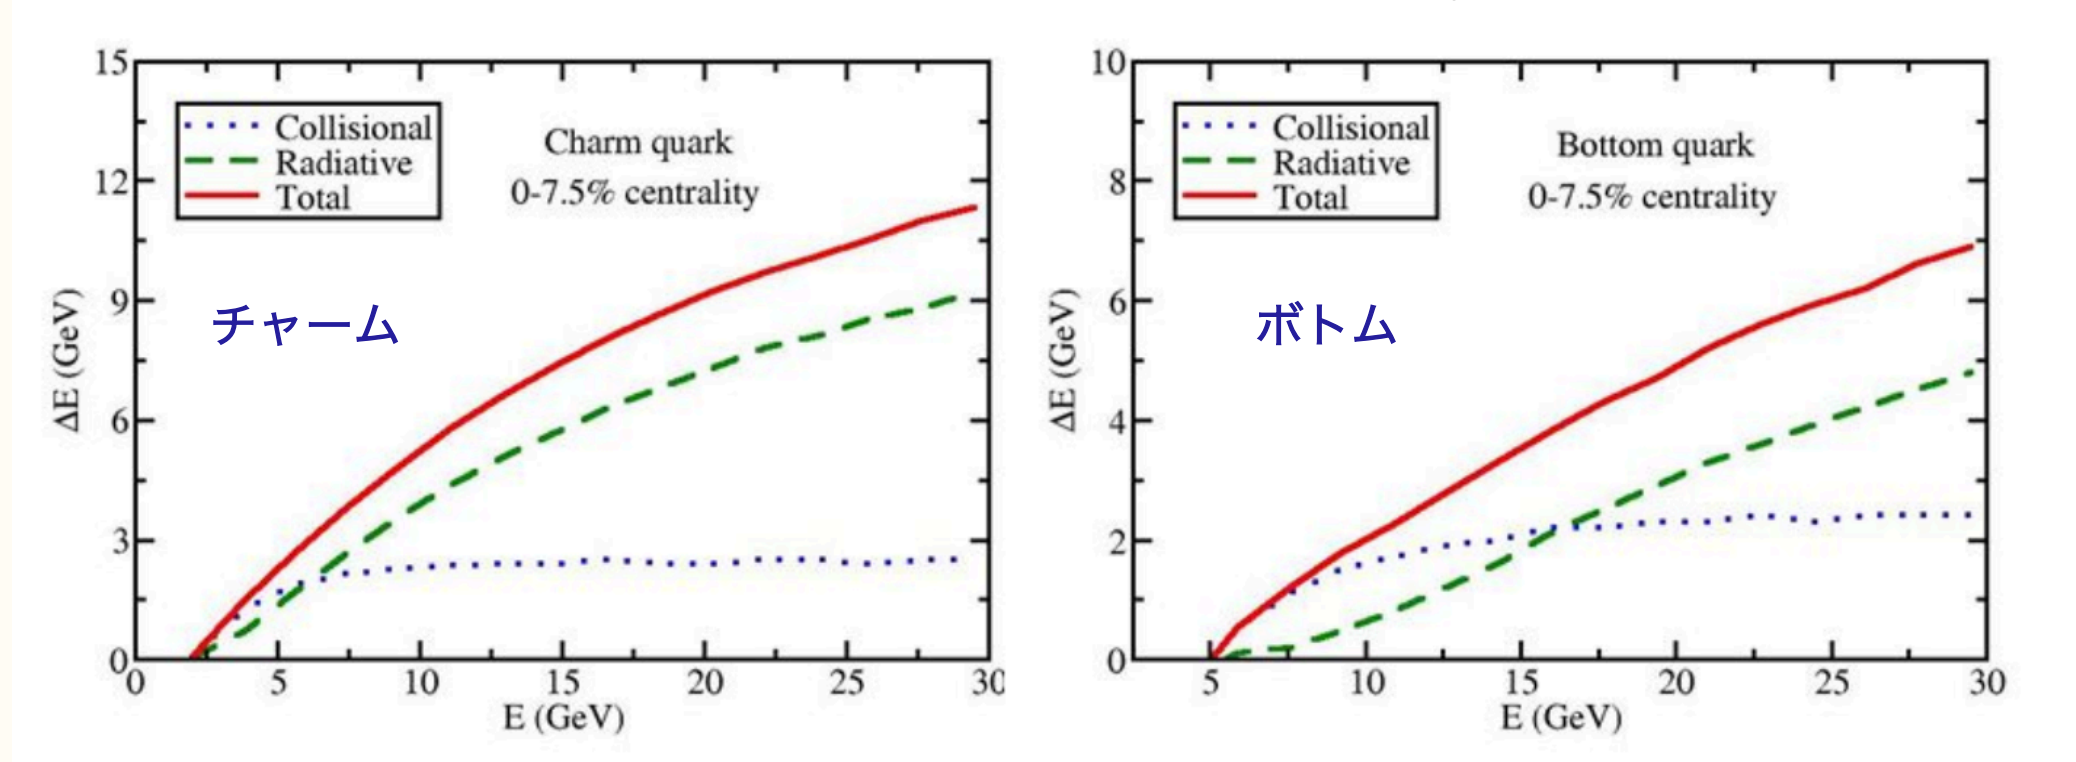 15
12
9
6
3
0
ΔE (GeV)
Collisional
Radiative
Total
Charm quark
0-7.5% centrality
チャーム
0 5 10 15 20 25 30
E (GeV)
10
8
6
4
2
0
ΔE (GeV)
Collisional
Radiative
Total
Bottom quark
0-7.5% centrality
ボトム
5 10 15 20 25 30
E (GeV)